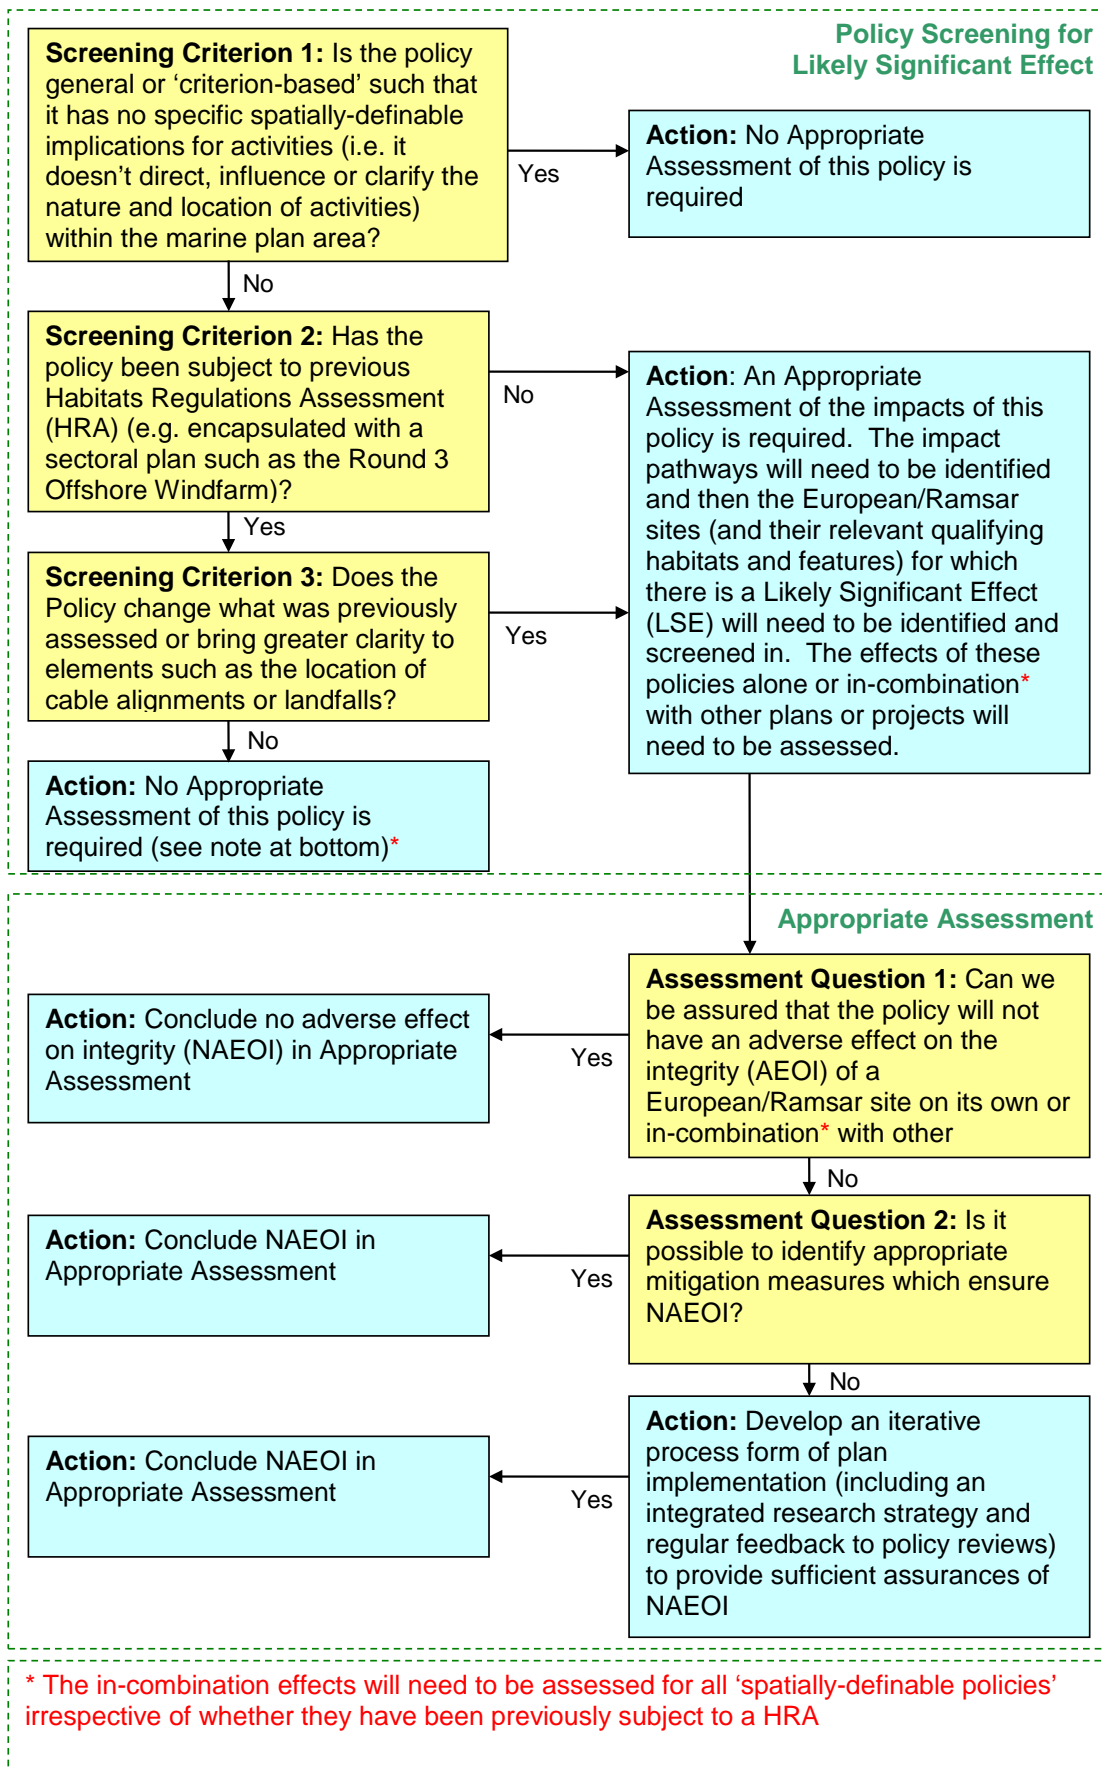 Policy Screening for
Likely Significant Effect
Screening Criterion 1: Is the policy
general or ‘criterion-based’ such that
it has no specific spatially-definable
implications for activities (i.e. it
doesn’t direct, influence or clarify the
nature and location of activities)
within the marine plan area?
Yes
Action: No Appropriate
Assessment of this policy is
required
No
Screening Criterion 2: Has the
policy been subject to previous
Habitats Regulations Assessment
(HRA) (e.g. encapsulated with a
sectoral plan such as the Round 3
Offshore Windfarm)?
No
Action: An Appropriate
Assessment of the impacts of this
policy is required.  The impact
pathways will need to be identified
and then the European/Ramsar
sites (and their relevant qualifying
habitats and features) for which
there is a Likely Significant Effect
(LSE) will need to be identified and
screened in.  The effects of these
policies alone or in-combination*
with other plans or projects will
need to be assessed.
Yes
Screening Criterion 3: Does the
Policy change what was previously
assessed or bring greater clarity to
elements such as the location of
cable alignments or landfalls?
Yes
No
Action: No Appropriate
Assessment of this policy is
required (see note at bottom)*
Appropriate Assessment
Assessment Question 1: Can we
be assured that the policy will not
have an adverse effect on the
integrity (AEOI) of a
European/Ramsar site on its own or
in-combination* with other
Yes
Action: Conclude no adverse effect
on integrity (NAEOI) in Appropriate
Assessment
No
Assessment Question 2: Is it
possible to identify appropriate
mitigation measures which ensure
NAEOI?
Yes
Action: Conclude NAEOI in
Appropriate Assessment
No
Action: Develop an iterative
process form of plan
implementation (including an
integrated research strategy and
regular feedback to policy reviews)
to provide sufficient assurances of
NAEOI
Yes
Action: Conclude NAEOI in
Appropriate Assessment
* The in-combination effects will need to be assessed for all ‘spatially-definable policies’
irrespective of whether they have been previously subject to a HRA